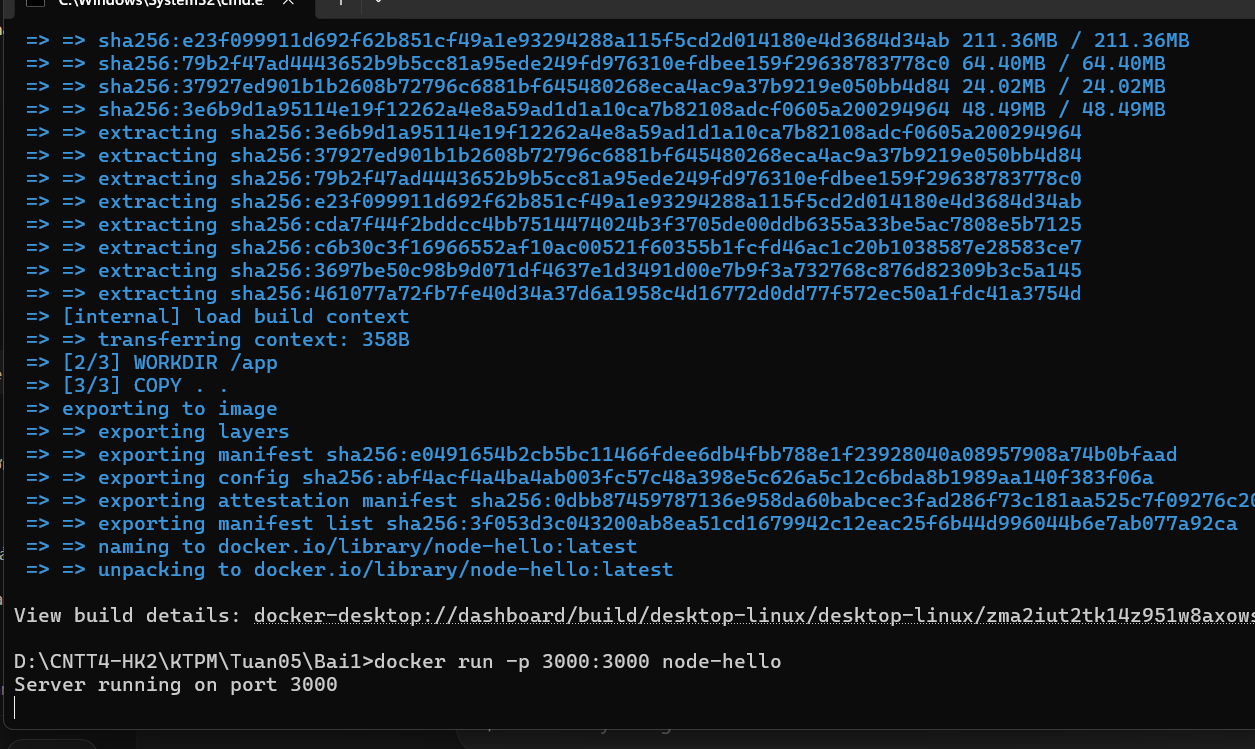 C:\Windows\System32\cmd.e
=> => sha256:e23f099911d692f62b851cf49a1e93294288a115f5cd2d014180e4d3684d34ab 211.36MB / 211.36MB
=> => sha256:79b2f47ad4443652b9b5cc81a95ede249fd976310efdbee159f29638783778c0 64.40MB / 64.40MB
=> => sha256:37927ed901b1b2608b72796c6881bf645480268eca4ac9a37b9219e050bb4d84 24.02MB / 24.02MB
=> => sha256:3e6b9d1a95114e19f12262a4e8a59ad1d1a10ca7b82108adcf0605a200294964 48.49MB / 48.49MB
=> => extracting sha256:3e6b9d1a95114e19f12262a4e8a59ad1d1a10ca7b82108adcf0605a200294964
=> => extracting sha256:37927ed901b1b2608b72796c6881bf645480268eca4ac9a37b9219e050bb4d84
=> => extracting sha256:79b2f47ad4443652b9b5cc81a95ede249fd976310efdbee159f29638783778c0
=> => extracting sha256:e23f099911d692f62b851cf49a1e93294288a115f5cd2d014180e4d3684d34ab
=> => extracting sha256:cda7f44f2bddcc4bb7514474024b3f3705de00ddb6355a33be5ac7808e5b7125
=> => extracting sha256:c6b30c3f16966552af10ac00521f60355b1fcfd46ac1c20b1038587e28583ce7
=> => extracting sha256:3697be50c98b9d071df4637e1d3491d00e7b9f3a732768c876d82309b3c5a145
=> => extracting sha256:461077a72fb7fe40d34a37d6a1958c4d16772d0dd77f572ec50a1fdc41a3754d
=> [internal] load build context
=> => transferring context: 358B
=> [2/3] WORKDIR /app
=> [3/3] COPY . .
=> exporting to image
=> => exporting layers
=> => exporting manifest sha256:e0491654b2cb5bc11466fdee6db4fbb788e1f23928040a08957908a74b0bfaad
=> => exporting config sha256:abf4acf4a4ba4ab003fc57c48a398e5c626a5c12c6bda8b1989aa140f383f06a
=> => exporting attestation manifest sha256:0dbb87459787136e958da60babcec3fad286f73c181aa525c7f09276c20
=> => exporting manifest list sha256:3f053d3c043200ab8ea51cd1679942c12eac25f6b44d996044b6e7ab077a92ca
=> => naming to docker.io/library/node-hello:latest
=> => unpacking to docker.io/library/node-hello:latest
View build details: docker-desktop://dashboard/build/desktop-linux/desktop-linux/zma2iut2tk14z951w8axows
D:\CNTT4-HK2\KTPM\Tuan05\Bai1>docker run -p 3000:3000 node-hello
Server running on port 3000